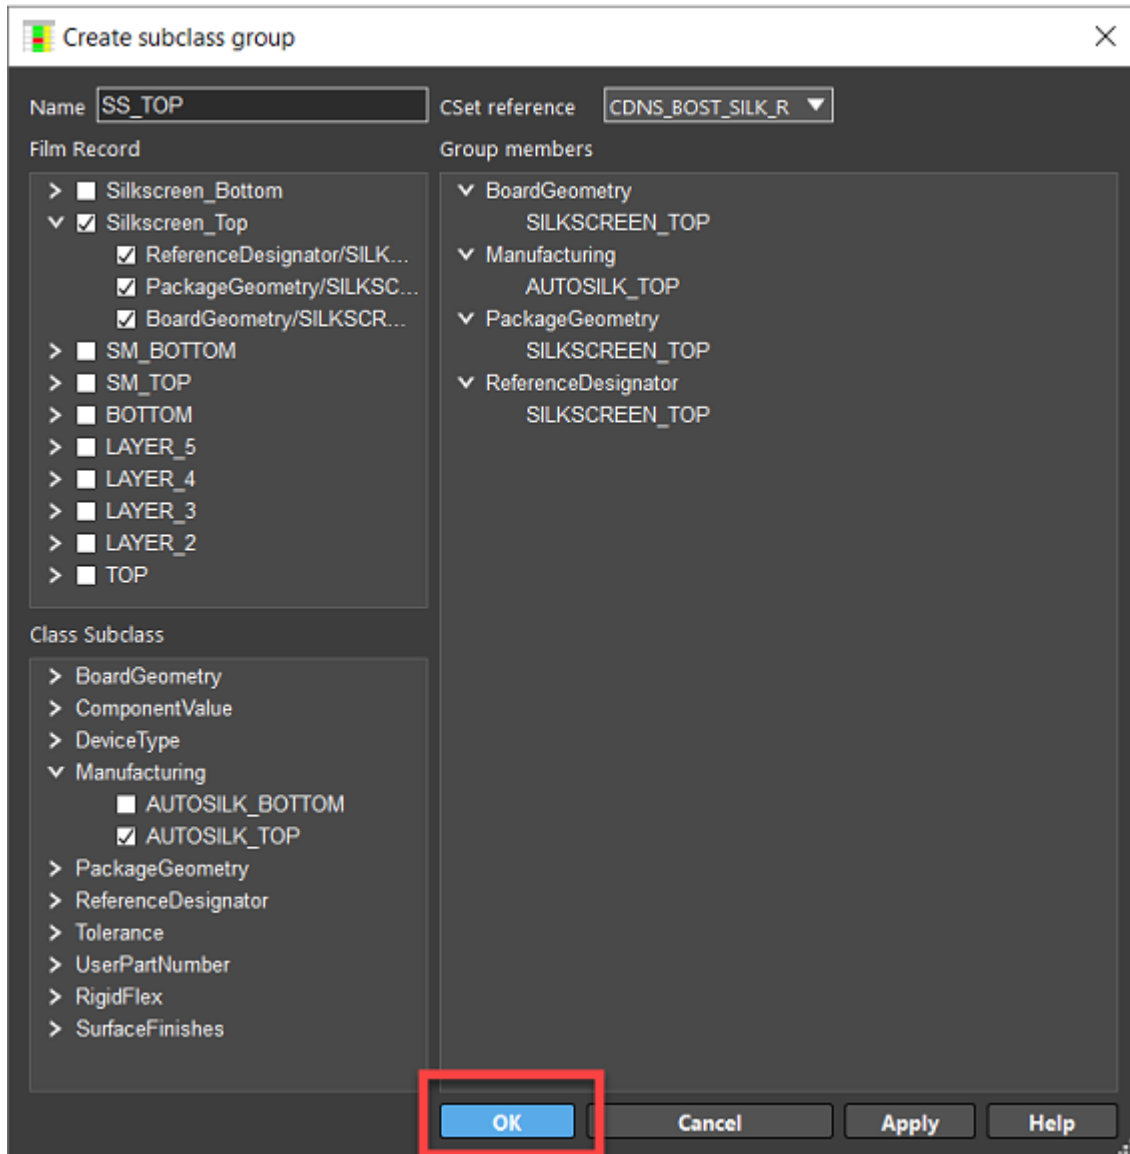 Create subclass group
Name SS_TOP
CSet reference CDNS_BOST_SILK_R
Film Record
Silkscreen_Bottom
Silkscreen_Top
ReferenceDesignator/SILK...
PackageGeometry/SILKSC...
BoardGeometry/SILKSCR...
SM_BOTTOM
SM_TOP
BOTTOM
LAYER_5
LAYER_4
LAYER_3
LAYER_2
TOP
Class Subclass
BoardGeometry
ComponentValue
DeviceType
Manufacturing
AUTOSILK_BOTTOM
AUTOSILK_TOP
PackageGeometry
ReferenceDesignator
Tolerance
UserPartNumber
RigidFlex
SurfaceFinishes
Group members
BoardGeometry
SILKSCREEN_TOP
Manufacturing
AUTOSILK_TOP
PackageGeometry
SILKSCREEN_TOP
ReferenceDesignator
SILKSCREEN_TOP
OK Cancel Apply Help